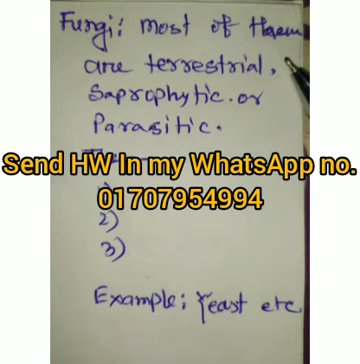 Fungi: most of Them
are terrestrial,
Saprophytic. or
Parasitic.
Send HW In my WhatsApp no.
01707954994
2)
3)
Example: Yeast etc